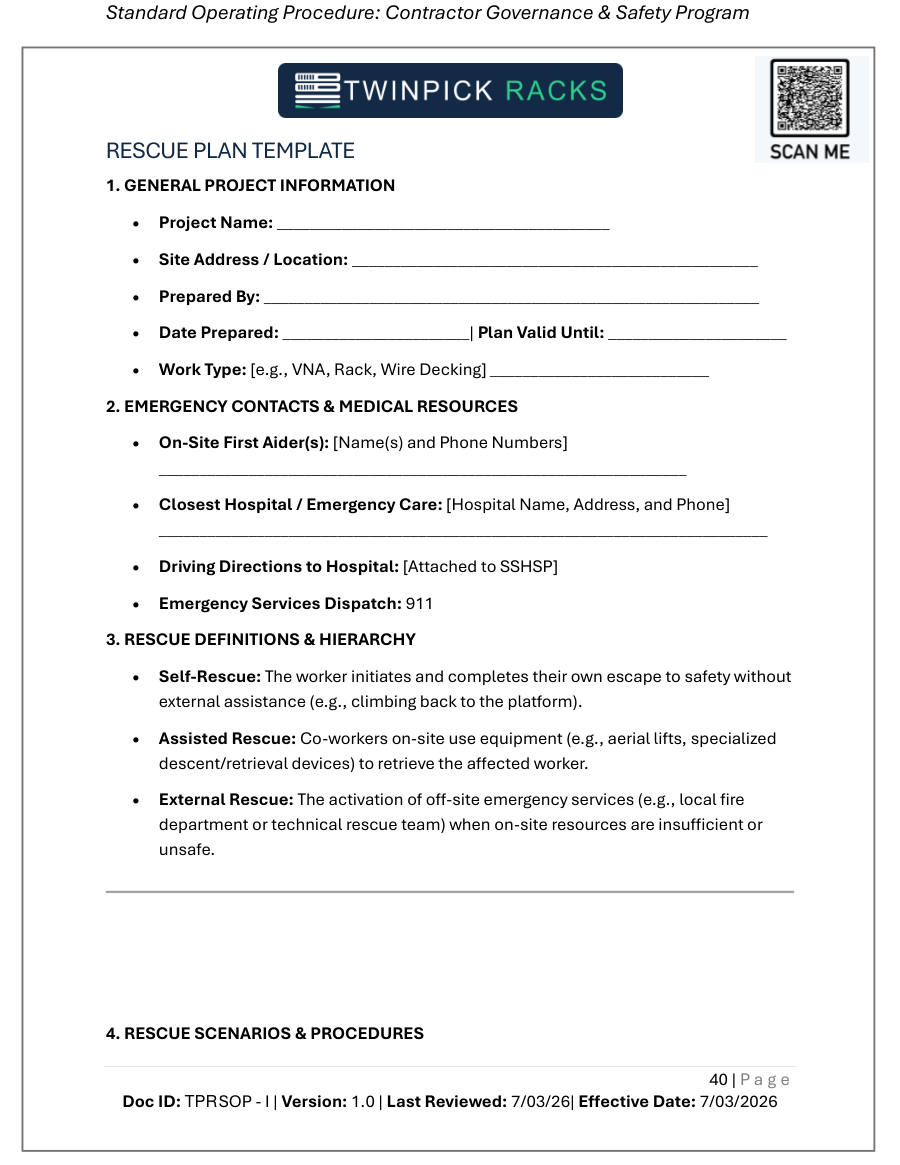 Standard Operating Procedure: Contractor Governance & Safety Program
TWINPICK RACKS
SCAN ME
RESCUE PLAN TEMPLATE
1. GENERAL PROJECT INFORMATION
• Project Name: ___________________________________________
• Site Address / Location: ____________________________________________________
• Prepared By: ________________________________________________________________
• Date Prepared: ________________________| Plan Valid Until: _______________________
• Work Type: [e.g., VNA, Rack, Wire Decking] ____________________________
2. EMERGENCY CONTACTS & MEDICAL RESOURCES
• On-Site First Aider(s): [Name(s) and Phone Numbers]
____________________________________________________________________
• Closest Hospital / Emergency Care: [Hospital Name, Address, and Phone]
______________________________________________________________________________
• Driving Directions to Hospital: [Attached to SSHSP]
• Emergency Services Dispatch: 911
3. RESCUE DEFINITIONS & HIERARCHY
• Self-Rescue: The worker initiates and completes their own escape to safety without
external assistance (e.g., climbing back to the platform).
• Assisted Rescue: Co-workers on-site use equipment (e.g., aerial lifts, specialized
descent/retrieval devices) to retrieve the affected worker.
• External Rescue: The activation of off-site emergency services (e.g., local fire
department or technical rescue team) when on-site resources are insufficient or
unsafe.
4. RESCUE SCENARIOS & PROCEDURES
40 | Page
Doc ID: TPRSOP - I | Version: 1.0 | Last Reviewed: 7/03/26| Effective Date: 7/03/2026